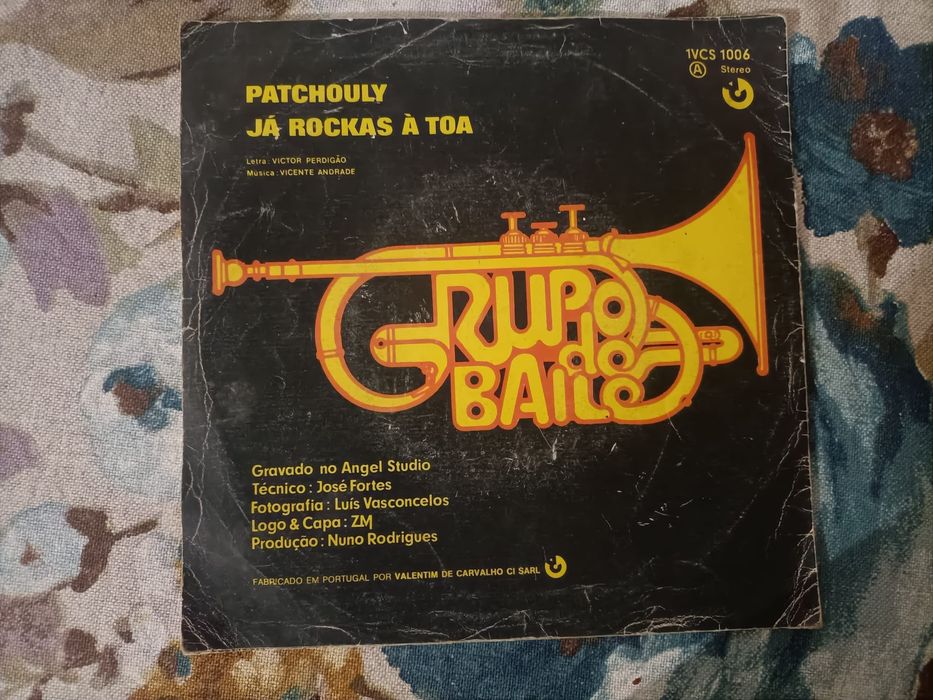 1VCS 1006
A Stereo
PATCHOULY
JÁ ROCKAS À TOA
Letra : VICTOR PERDIGÃO
Música : VICENTE ANDRADE
GRUPO
do
BAILE
Gravado no Angel Studio
Técnico : José Fortes
Fotografia : Luís Vasconcelos
Logo & Capa : ZM
Produção : Nuno Rodrigues
FABRICADO EM PORTUGAL POR VALENTIM DE CARVALHO CI SARL